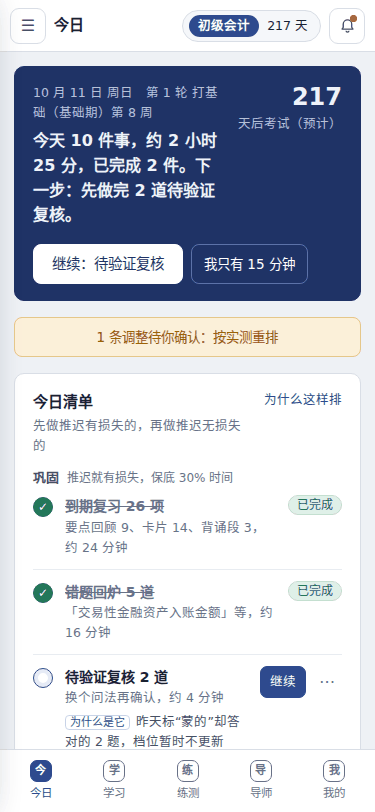 ☰ 今日 初级会计 217 天
10 月 11 日 周日 第 1 轮 打基
础（基础期）第 8 周
217
天后考试（预计）
今天 10 件事，约 2 小时
25 分，已完成 2 件。下
一步：先做完 2 道待验证
复核。
继续：待验证复核 我只有 15 分钟
1 条调整待你确认：按实测重排
今日清单 为什么这样排
先做推迟有损失的，再做推迟无损失
的
巩固 推迟就有损失，保底 30% 时间
✓ 到期复习 26 项 已完成
要点回顾 9、卡片 14、背诵段 3，
约 24 分钟
✓ 错题回炉 5 道 已完成
「交易性金融资产入账金额」等，约
16 分钟
待验证复核 2 道 继续 ⋯
换个问法再确认，约 4 分钟
为什么是它 昨天标“蒙的”却答
对的 2 题，档位暂时不更新
今 学 练 导 我
今日 学习 练测 导师 我的